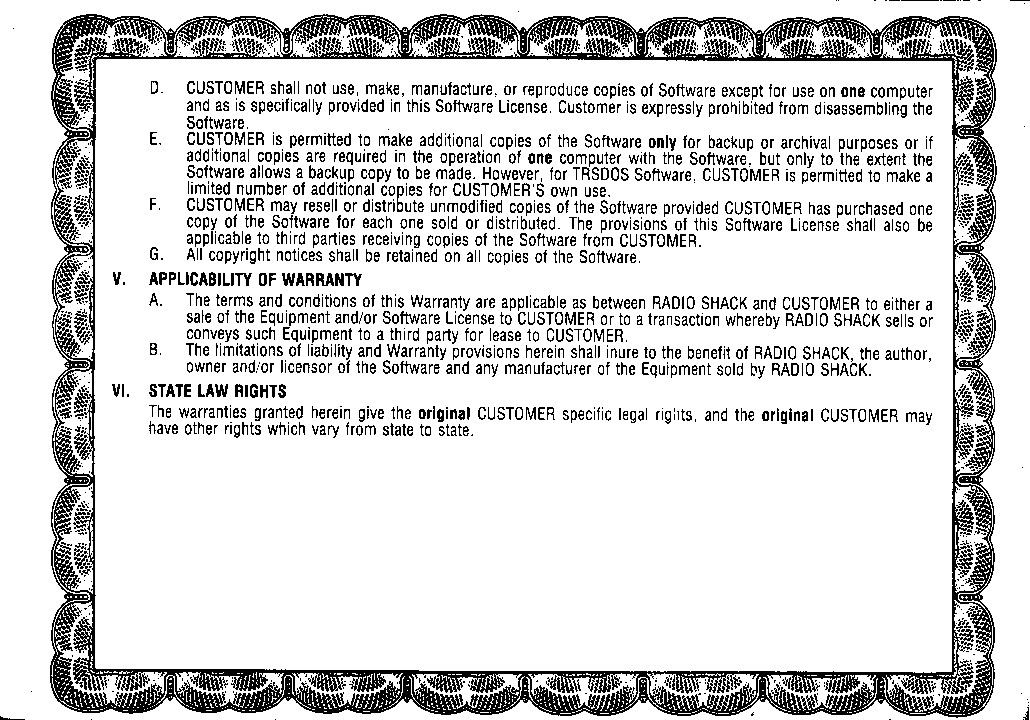 D. CUSTOMER shall not use, make, manufacture, or reproduce copies of Software except for use on one computer
and as is specifically provided in this Software License. Customer is expressly prohibited from disassembling the
Software.
E. CUSTOMER is permitted to make additional copies of the Software only for backup or archival purposes or if
additional copies are required in the operation of one computer with the Software, but only to the extent the
Software allows a backup copy to be made. However, for TRSDOS Software, CUSTOMER is permitted to make a
limited number of additional copies for CUSTOMER'S own use.
F. CUSTOMER may resell or distribute unmodified copies of the Software provided CUSTOMER has purchased one
copy of the Software for each one sold or distributed. The provisions of this Software License shall also be
applicable to third parties receiving copies of the Software from CUSTOMER.
G. All copyright notices shall be retained on all copies of the Software.
V. APPLICABILITY OF WARRANTY
A. The terms and conditions of this Warranty are applicable as between RADIO SHACK and CUSTOMER to either a
sale of the Equipment and/or Software License to CUSTOMER or to a transaction whereby RADIO SHACK sells or
conveys such Equipment to a third party for lease to CUSTOMER.
B. The limitations of liability and Warranty provisions herein shall inure to the benefit of RADIO SHACK, the author,
owner and/or licensor of the Software and any manufacturer of the Equipment sold by RADIO SHACK.
VI. STATE LAW RIGHTS
The warranties granted herein give the original CUSTOMER specific legal rights, and the original CUSTOMER may
have other rights which vary from state to state.